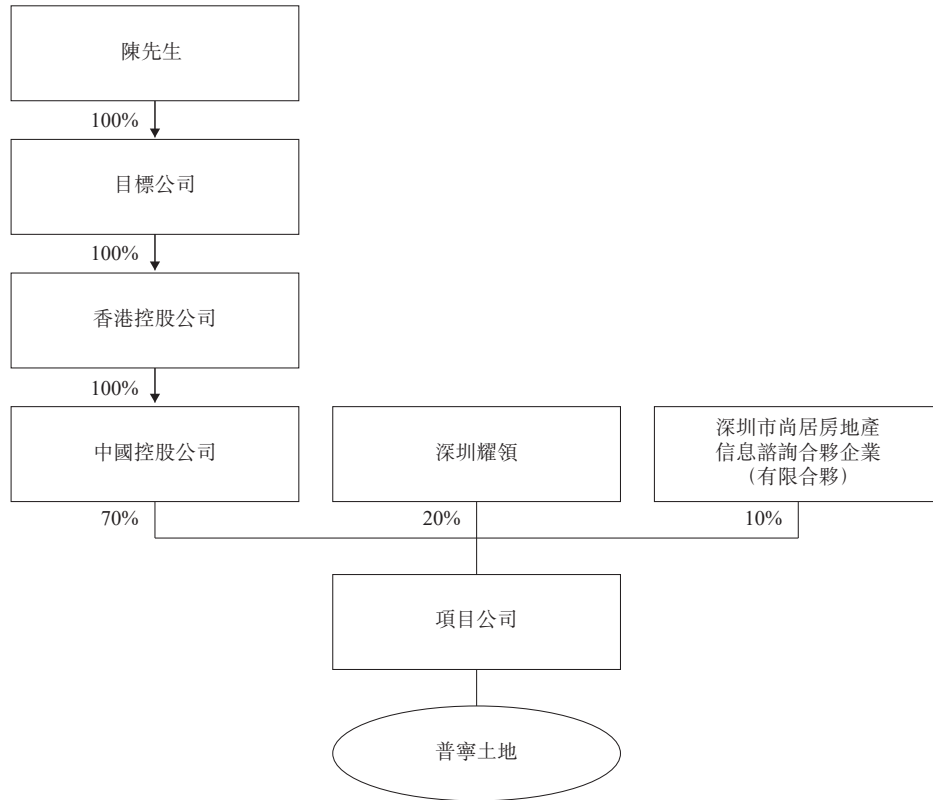 陳先生
100%
目標公司
100%
香港控股公司
100%
中國控股公司
深圳耀領
深圳市尚居房地產
信息諮詢合夥企業
（有限合夥）
70%
20%
10%
項目公司
普寧土地